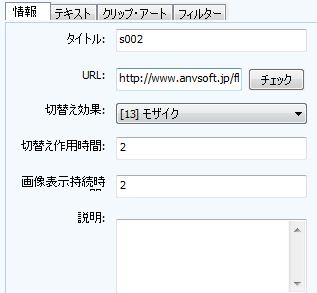 情報 テキスト クリップ・アート フィルター
タイトル: s002
URL: http://www.anvsoft.jp/fl チェック
切替え効果: [13] モザイク
切替え作用時間: 2
画像表示持続時 2
説明: